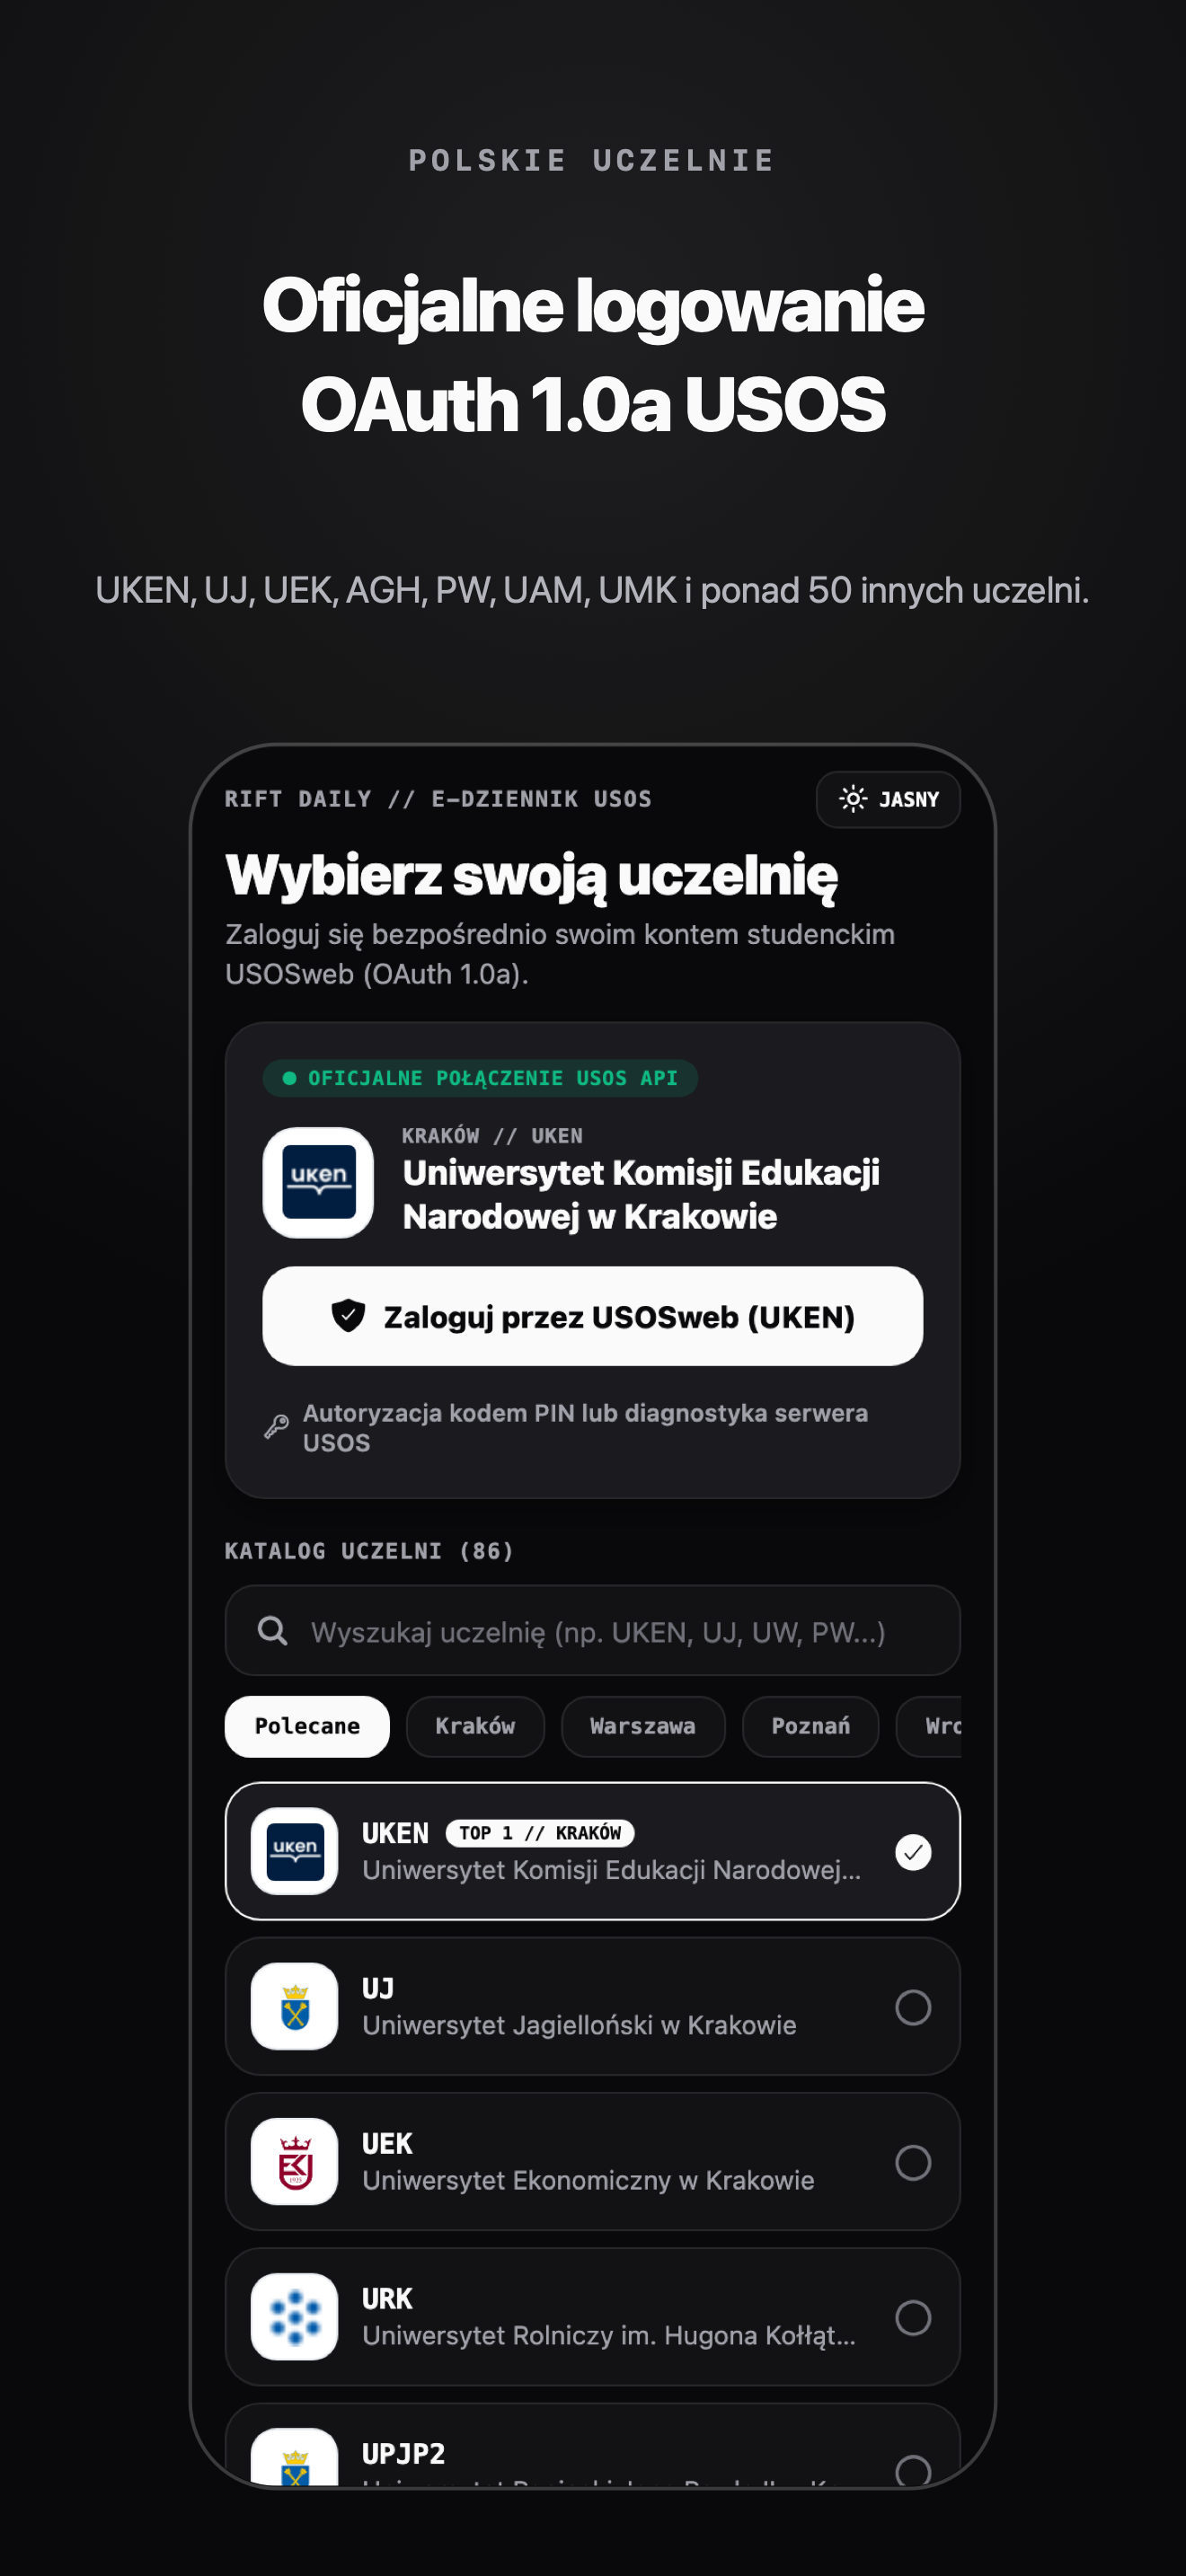 POLSKIE UCZELNIE
Oficjalne logowanie
OAuth 1.0a USOS
UKEN, UJ, UEK, AGH, PW, UAM, UMK i ponad 50 innych uczelni.
RIFT DAILY // E–DZIENNIK USOS
JASNY
Wybierz swoją uczelnię
Zaloguj się bezpośrednio swoim kontem studenckim
USOSweb (OAuth 1.0a).
OFICJALNE POŁĄCZENIE USOS API
uken
KRAKÓW // UKEN
Uniwersytet Komisji Edukacji
Narodowej w Krakowie
Zaloguj przez USOSweb (UKEN)
Autoryzacja kodem PIN lub diagnostyka serwera
USOS
KATALOG UCZELNI (86)
Wyszukaj uczelnię (np. UKEN, UJ, UW, PW...)
Polecane
Kraków
Warszawa
Poznań
Wro
uken
UKEN
TOP 1 // KRAKÓW
Uniwersytet Komisji Edukacji Narodowej...
UJ
Uniwersytet Jagielloński w Krakowie
1925
UEK
Uniwersytet Ekonomiczny w Krakowie
URK
Uniwersytet Rolniczy im. Hugona Kołłąt...
UPJP2